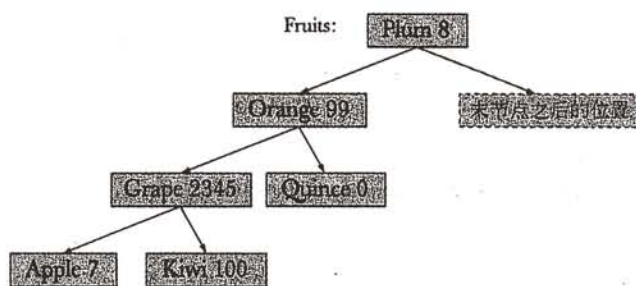 Fruits:
Plum 8
Orange 99
末节点之后的位置
Grape 2345
Quince 0
Apple 7
Kiwi 100